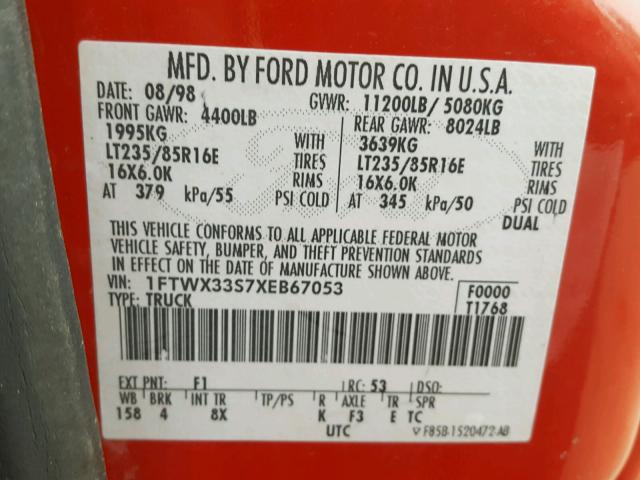 MFD. BY FORD MOTOR CO. IN U.S.A.
DATE: 08/98 GVWR: 11200LB/ 5080KG
FRONT GAWR: 4400LB REAR GAWR: 8024LB
1995KG WITH 3639KG WITH
LT235/85R16E TIRES LT235/85R16E TIRES
16X6.0K RIMS 16X6.0K RIMS
AT 379 kPa/55 PSI COLD AT 345 kPa/50 PSI COLD
DUAL
THIS VEHICLE CONFORMS TO ALL APPLICABLE FEDERAL MOTOR
VEHICLE SAFETY, BUMPER, AND THEFT PREVENTION STANDARDS
IN EFFECT ON THE DATE OF MANUFACTURE SHOWN ABOVE.
VIN: 1FTWX33S7XEB67053 F0000
TYPE: TRUCK T1768
EXT PNT: F1 RC: 53 DSO:
WB BRK INT TR TP/PS R AXLE TR SPR
158 4 8X K F3 E TC
UTC F85B-1520472-AB